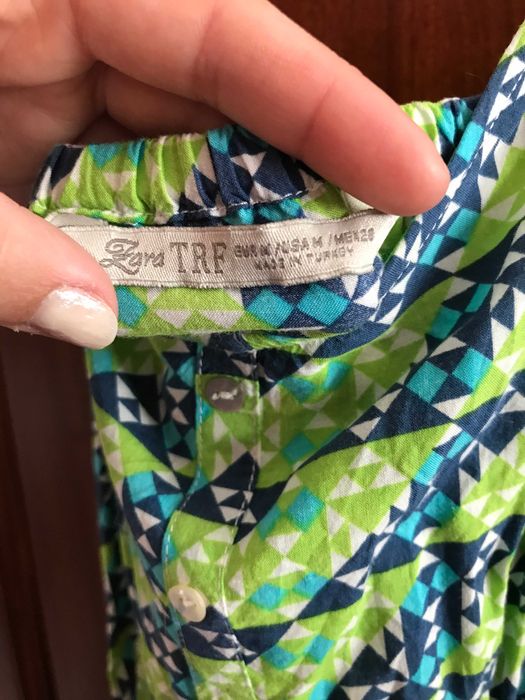 Zara TRF EUR M / USA M / MEX 28
MADE IN TURKEY